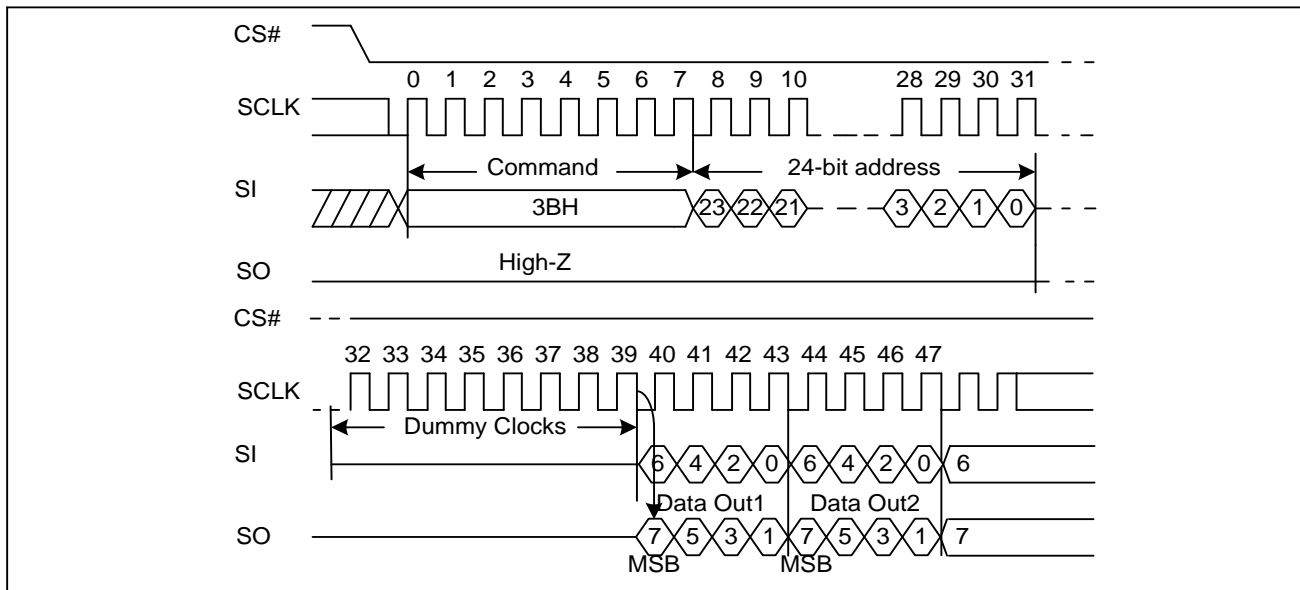 CS#
0 1 2 3 4 5 6 7 8 9 10 28 29 30 31
SCLK
Command 24-bit address
SI
3BH 23 22 21 3 2 1 0
High-Z
SO
CS#
32 33 34 35 36 37 38 39 40 41 42 43 44 45 46 47
SCLK
Dummy Clocks
SI
6 4 2 0 6 4 2 0 6
Data Out1 Data Out2
SO
7 5 3 1 7 5 3 1 7
MSB MSB